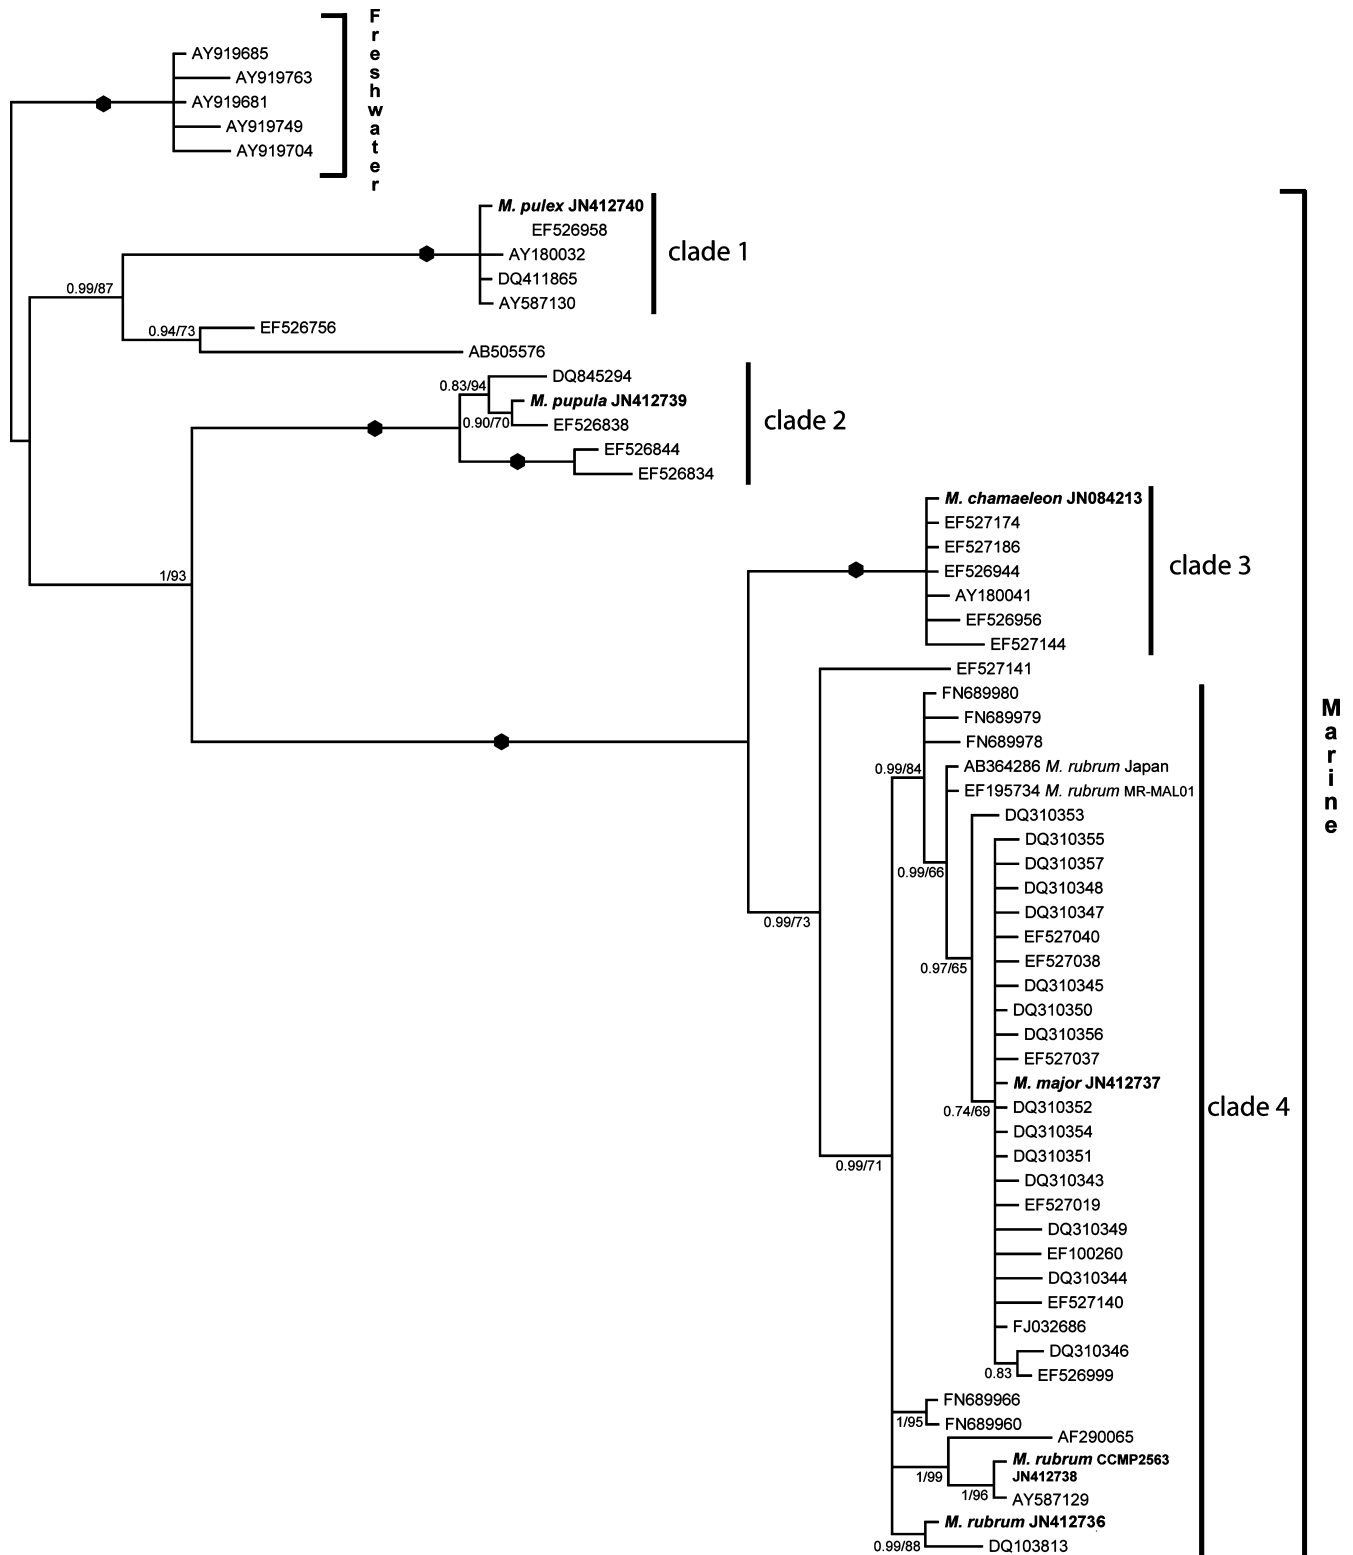 Freshwater
AY919685
AY919763
AY919681
AY919749
AY919704
M. pulex JN412740
EF526958
AY180032
DQ411865
AY587130
clade 1
0.99/87
0.94/73
EF526756
AB505576
DQ845294
0.83/94
M. pupula JN412739
0.90/70
EF526838
EF526844
EF526834
clade 2
M. chamaeleon JN084213
EF527174
EF527186
EF526944
AY180041
EF526956
EF527144
clade 3
1/93
EF527141
FN689980
FN689979
FN689978
0.99/84
AB364286 M. rubrum Japan
EF195734 M. rubrum MR-MAL01
DQ310353
DQ310355
DQ310357
0.99/66
DQ310348
DQ310347
0.99/73
EF527040
EF527038
0.97/65
DQ310345
DQ310350
DQ310356
EF527037
M. major JN412737
DQ310352
0.74/69
DQ310354
DQ310351
0.99/71
DQ310343
EF527019
DQ310349
EF100260
DQ310344
EF527140
FJ032686
DQ310346
0.83
EF526999
FN689966
1/95
FN689960
AF290065
M. rubrum CCMP2563
JN412738
1/99
1/96
AY587129
M. rubrum JN412736
0.99/88
DQ103813
clade 4
Marine